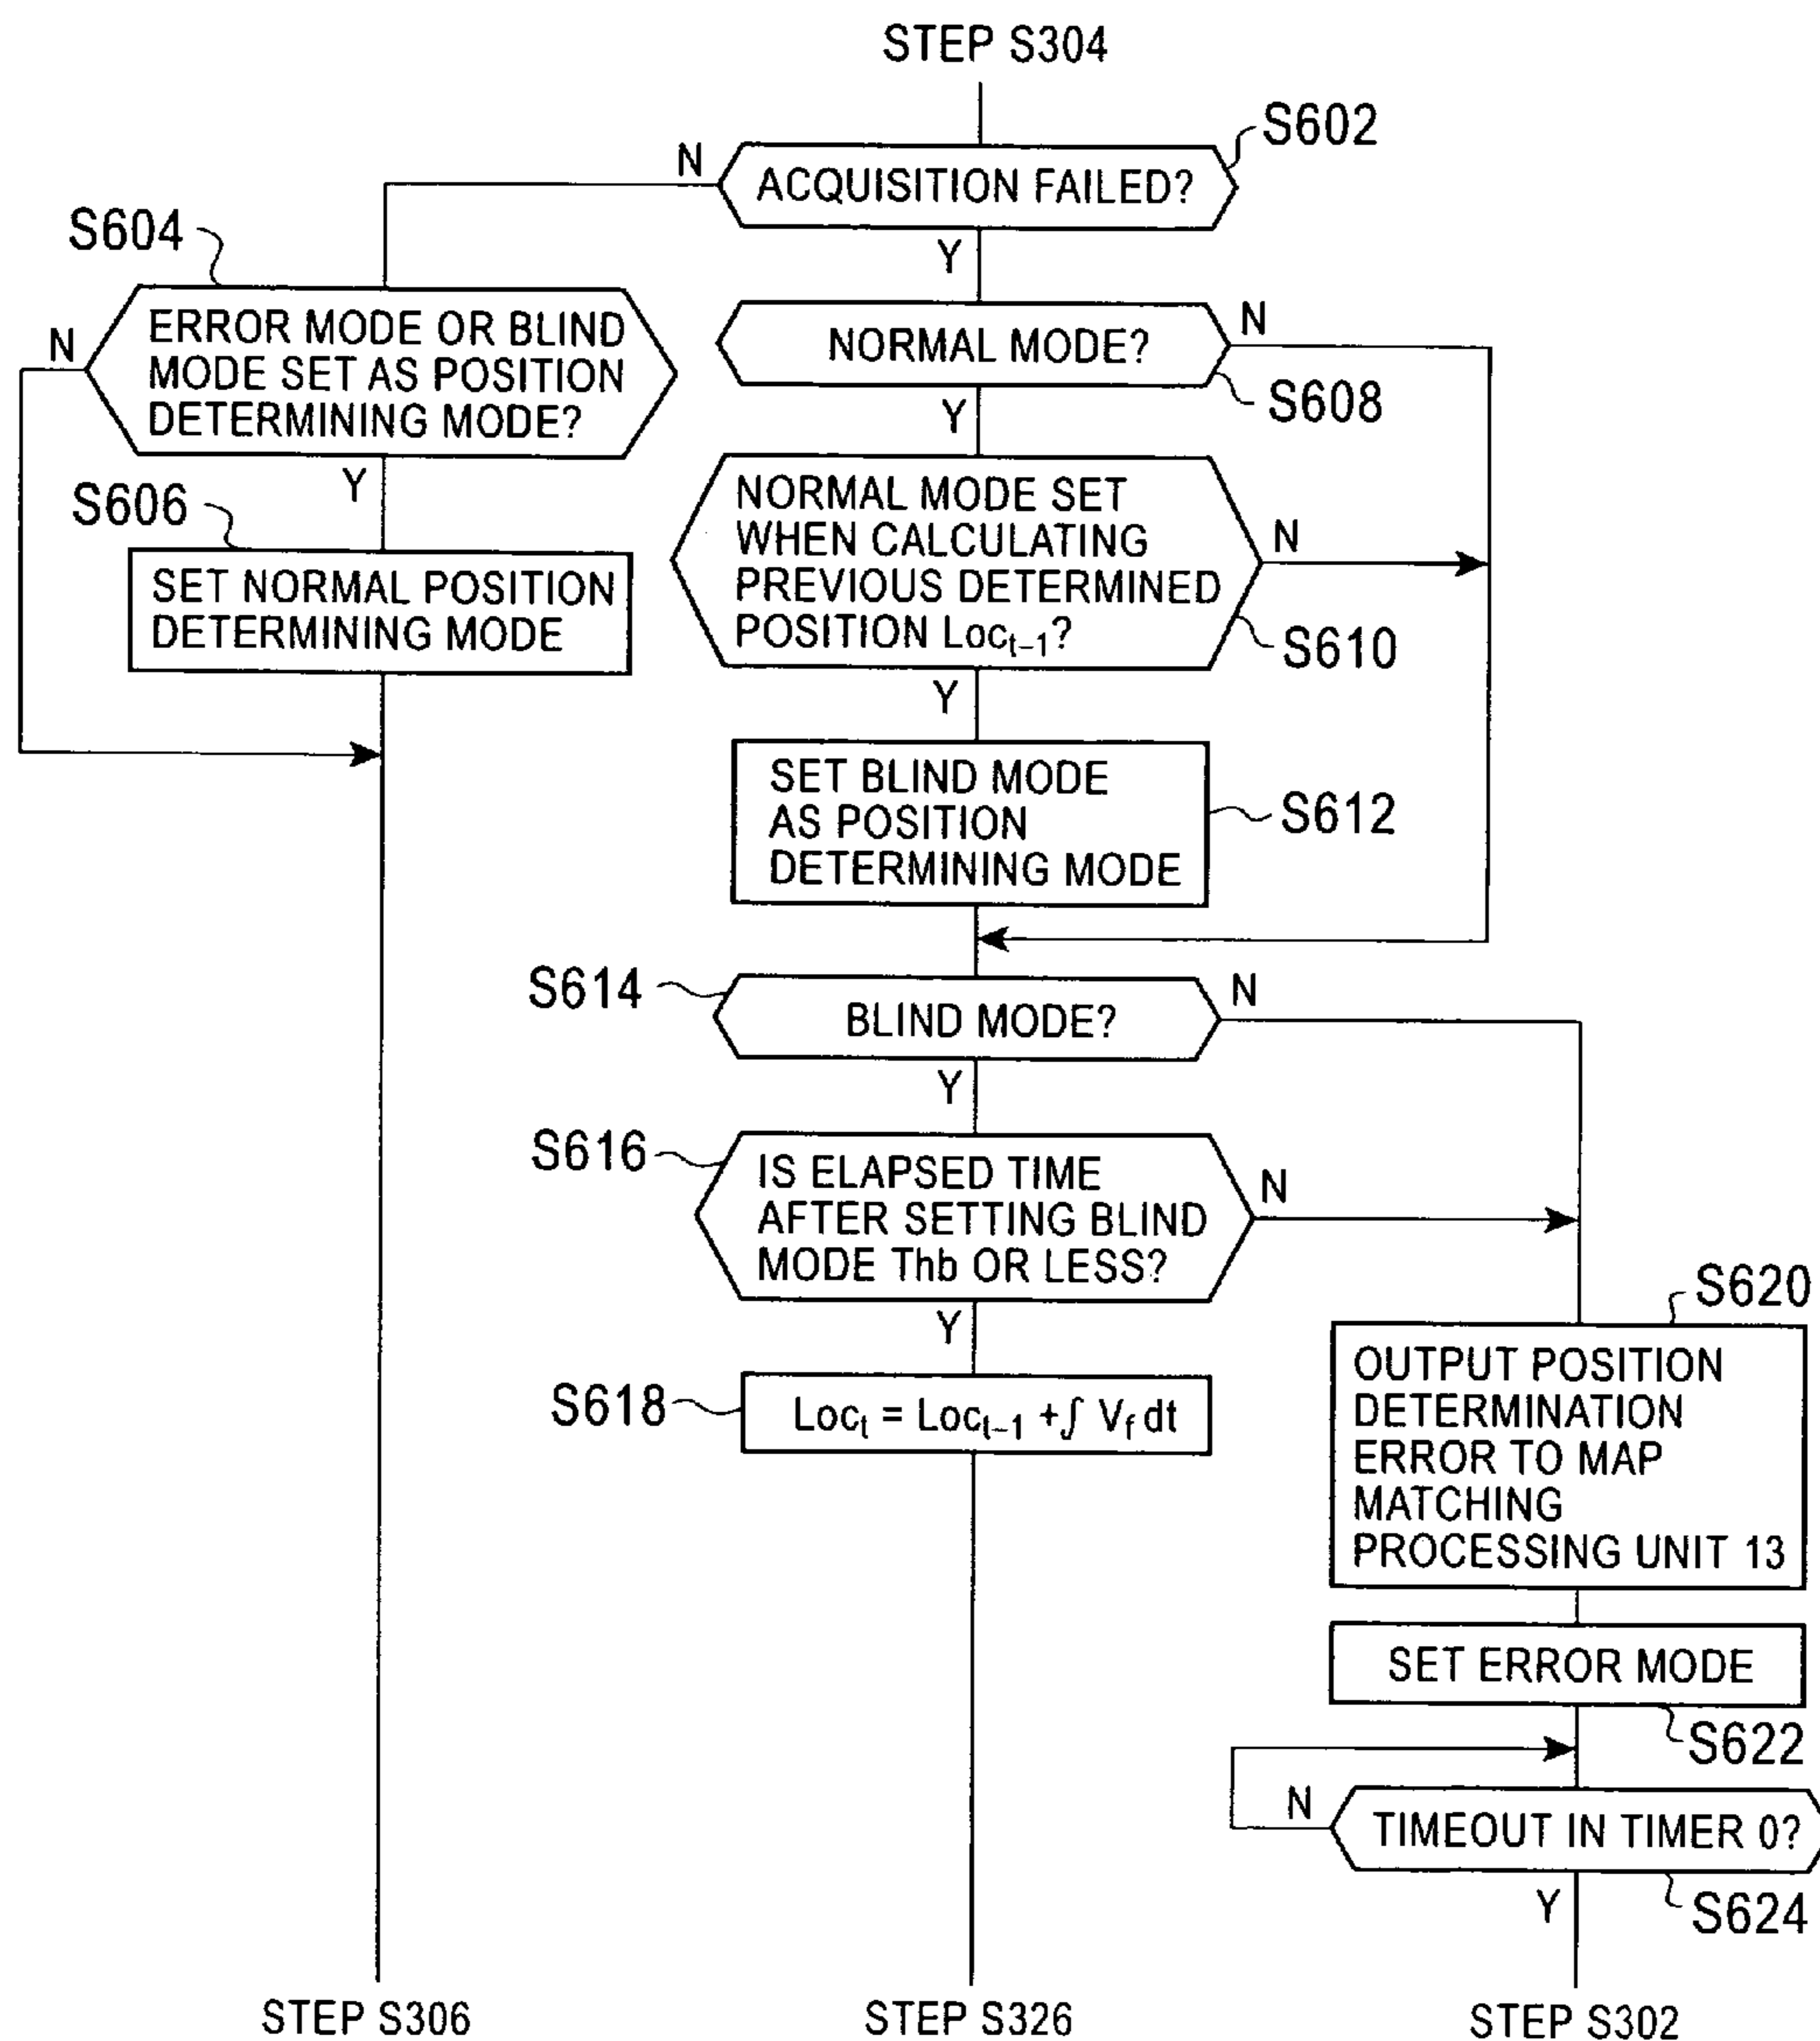 STEP S304
S602
N
ACQUISITION FAILED?
Y
S604
N
ERROR MODE OR BLIND
MODE SET AS POSITION
DETERMINING MODE?
Y
NORMAL MODE?
N
S608
Y
S606
SET NORMAL POSITION
DETERMINING MODE
NORMAL MODE SET
WHEN CALCULATING
PREVIOUS DETERMINED
POSITION Loct−1?
N
S610
Y
SET BLIND MODE
AS POSITION
DETERMINING MODE
S612
S614
BLIND MODE?
N
Y
S616
IS ELAPSED TIME
AFTER SETTING BLIND
MODE Thb OR LESS?
N
Y
S618
Loct = Loct−1 +∫ Vf dt
S620
OUTPUT POSITION
DETERMINATION
ERROR TO MAP
MATCHING
PROCESSING UNIT 13
SET ERROR MODE
S622
N
TIMEOUT IN TIMER 0?
Y
S624
STEP S306
STEP S326
STEP S302